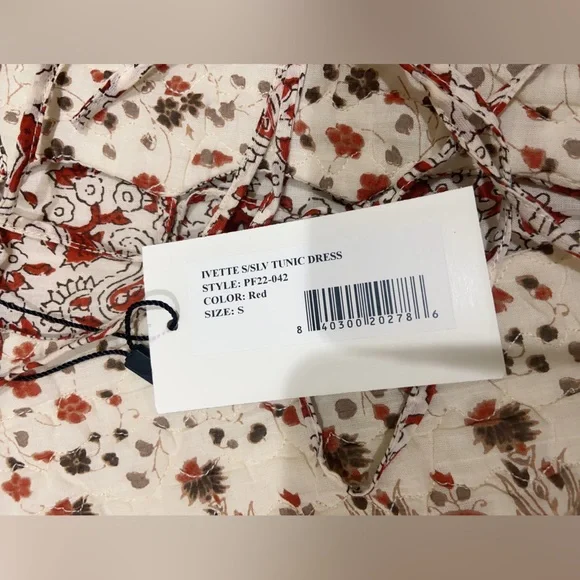 IVETTE S/SLV TUNIC DRESS
STYLE: PF22-042
COLOR: Red
SIZE: S
8 40300 20278 6